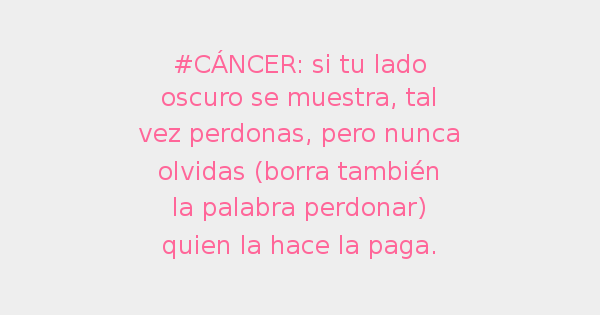 #CÁNCER: si tu lado
oscuro se muestra, tal
vez perdonas, pero nunca
olvidas (borra también
la palabra perdonar)
quien la hace la paga.